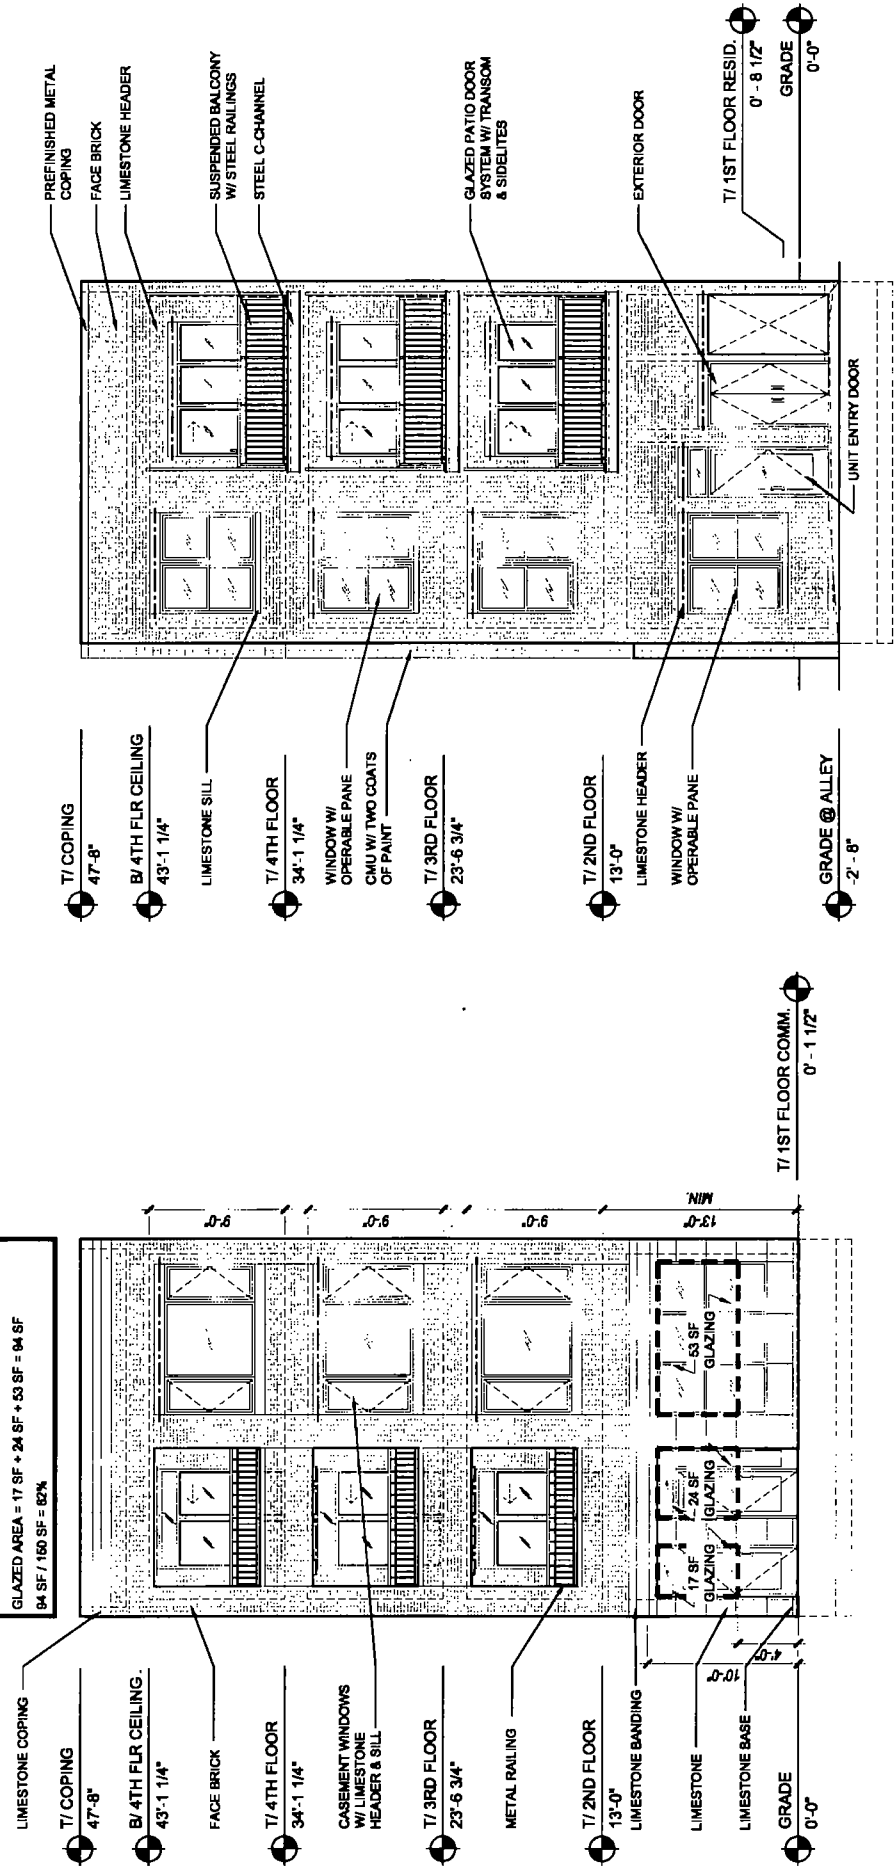 GLAZED AREA = 17 SF + 24 SF + 53 SF = 94 SF
94 SF / 150 SF = 62%
LIMESTONE COPING
T/ COPING
47'-8"
B/ 4TH FLR CEILING.
43'-1 1/4"
FACE BRICK
T/ 4TH FLOOR
34'-1 1/4"
CASEMENT WINDOWS
W/ LIMESTONE
HEADER & SILL
T/ 3RD FLOOR
23'-6 3/4"
METAL RAILING
T/ 2ND FLOOR
13'-0"
LIMESTONE BANDING
LIMESTONE
LIMESTONE BASE
GRADE
0'-0"
10'-0"
4'-0"
17 SF
GLAZING
24 SF
GLAZING
53 SF
GLAZING
9'-0"
9'-0"
9'-0"
13'-0"
MIN.
T/ 1ST FLOOR COMM.
0' - 1 1/2"
T/ COPING
47'-8"
B/ 4TH FLR CEILING
43'-1 1/4"
LIMESTONE SILL
T/ 4TH FLOOR
34'-1 1/4"
WINDOW W/
OPERABLE PANE
CMU W/ TWO COATS
OF PAINT
T/ 3RD FLOOR
23'-6 3/4"
T/ 2ND FLOOR
13'-0"
LIMESTONE HEADER
WINDOW W/
OPERABLE PANE
GRADE @ ALLEY
-2' - 8"
PREFINISHED METAL
COPING
FACE BRICK
LIMESTONE HEADER
SUSPENDED BALCONY
W/ STEEL RAILINGS
STEEL C-CHANNEL
GLAZED PATIO DOOR
SYSTEM W/ TRANSOM
& SIDELITES
EXTERIOR DOOR
UNIT ENTRY DOOR
T/ 1ST FLOOR RESID.
0' - 8 1/2"
GRADE
0'-0"